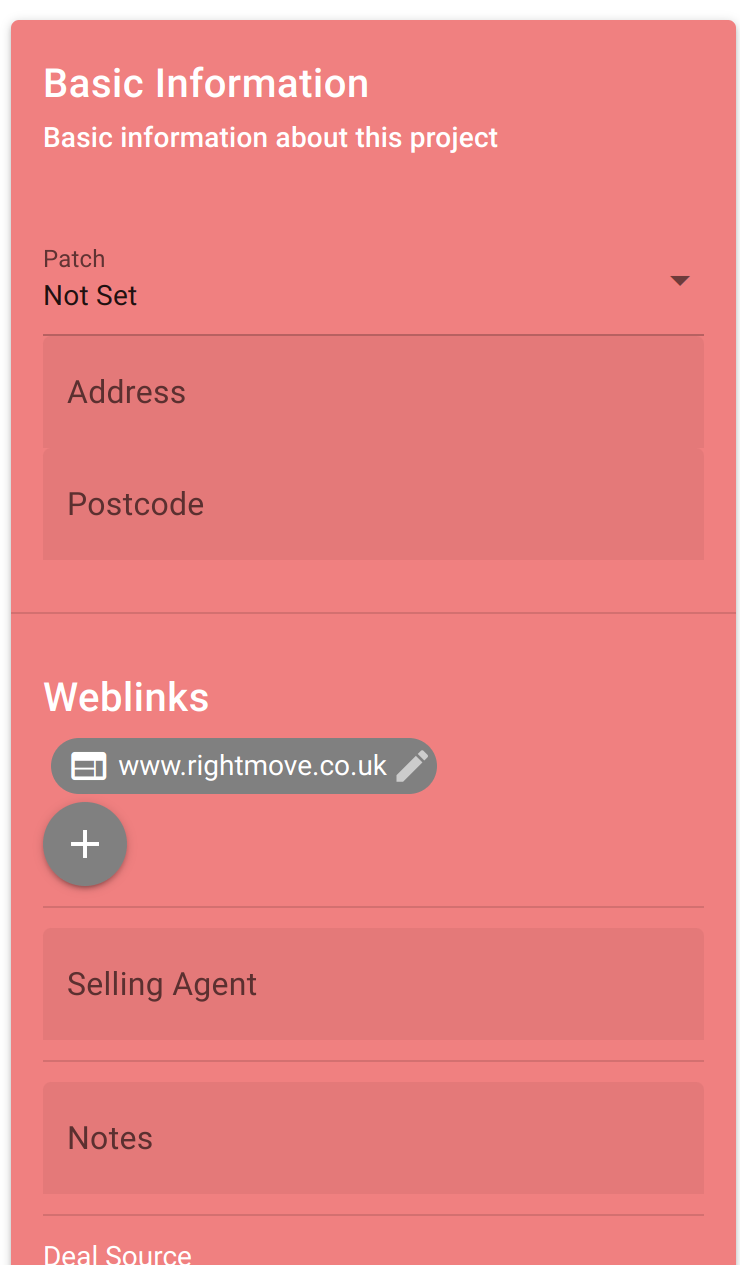 Basic Information
Basic information about this project
Patch
Not Set
Address
Postcode
Weblinks
www.rightmove.co.uk
+
Selling Agent
Notes
Deal Source